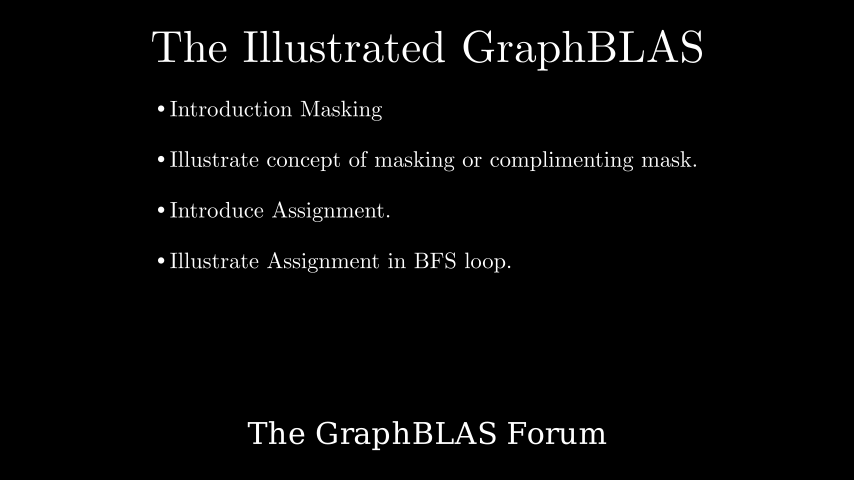 The Illustrated GraphBLAS
• Introduction Masking
• Illustrate concept of masking or complimenting mask.
• Introduce Assignment.
• Illustrate Assignment in BFS loop.
The GraphBLAS Forum